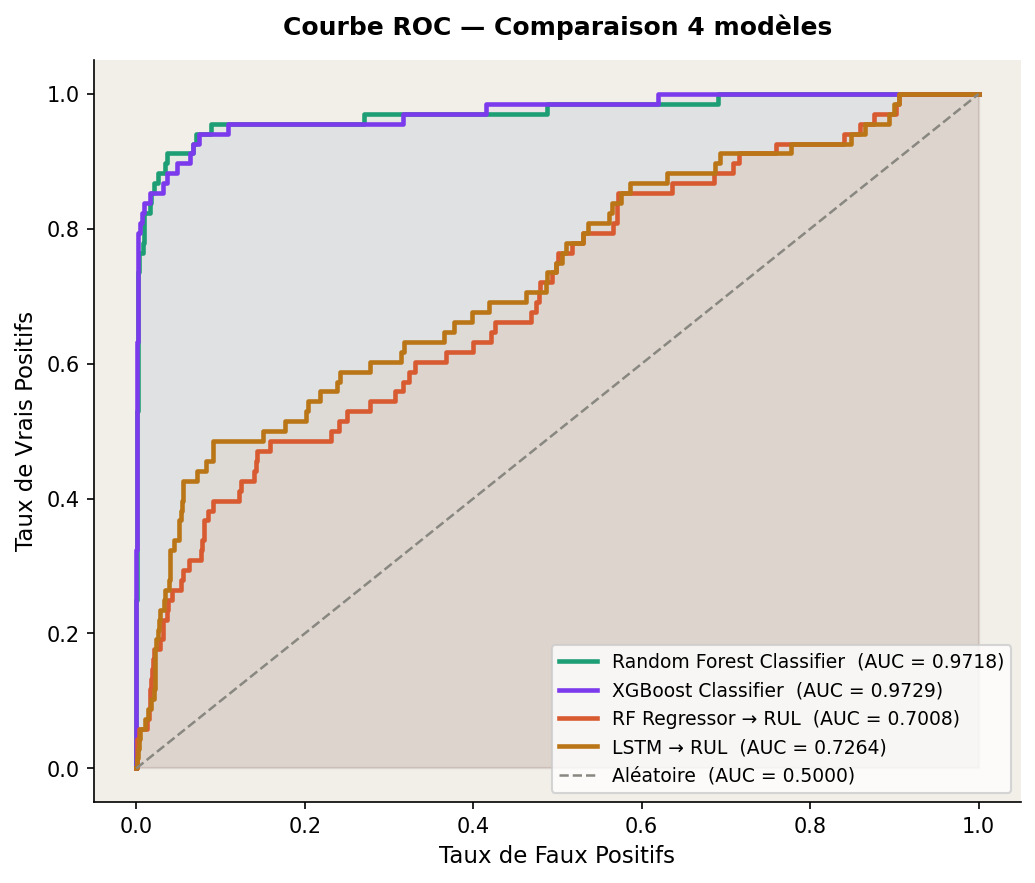 Courbe ROC — Comparaison 4 modèles
Taux de Vrais Positifs
1.0
0.8
0.6
0.4
0.2
0.0
Random Forest Classifier (AUC = 0.9718)
XGBoost Classifier (AUC = 0.9729)
RF Regressor → RUL (AUC = 0.7008)
LSTM → RUL (AUC = 0.7264)
Aléatoire (AUC = 0.5000)
0.0 0.2 0.4 0.6 0.8 1.0
Taux de Faux Positifs